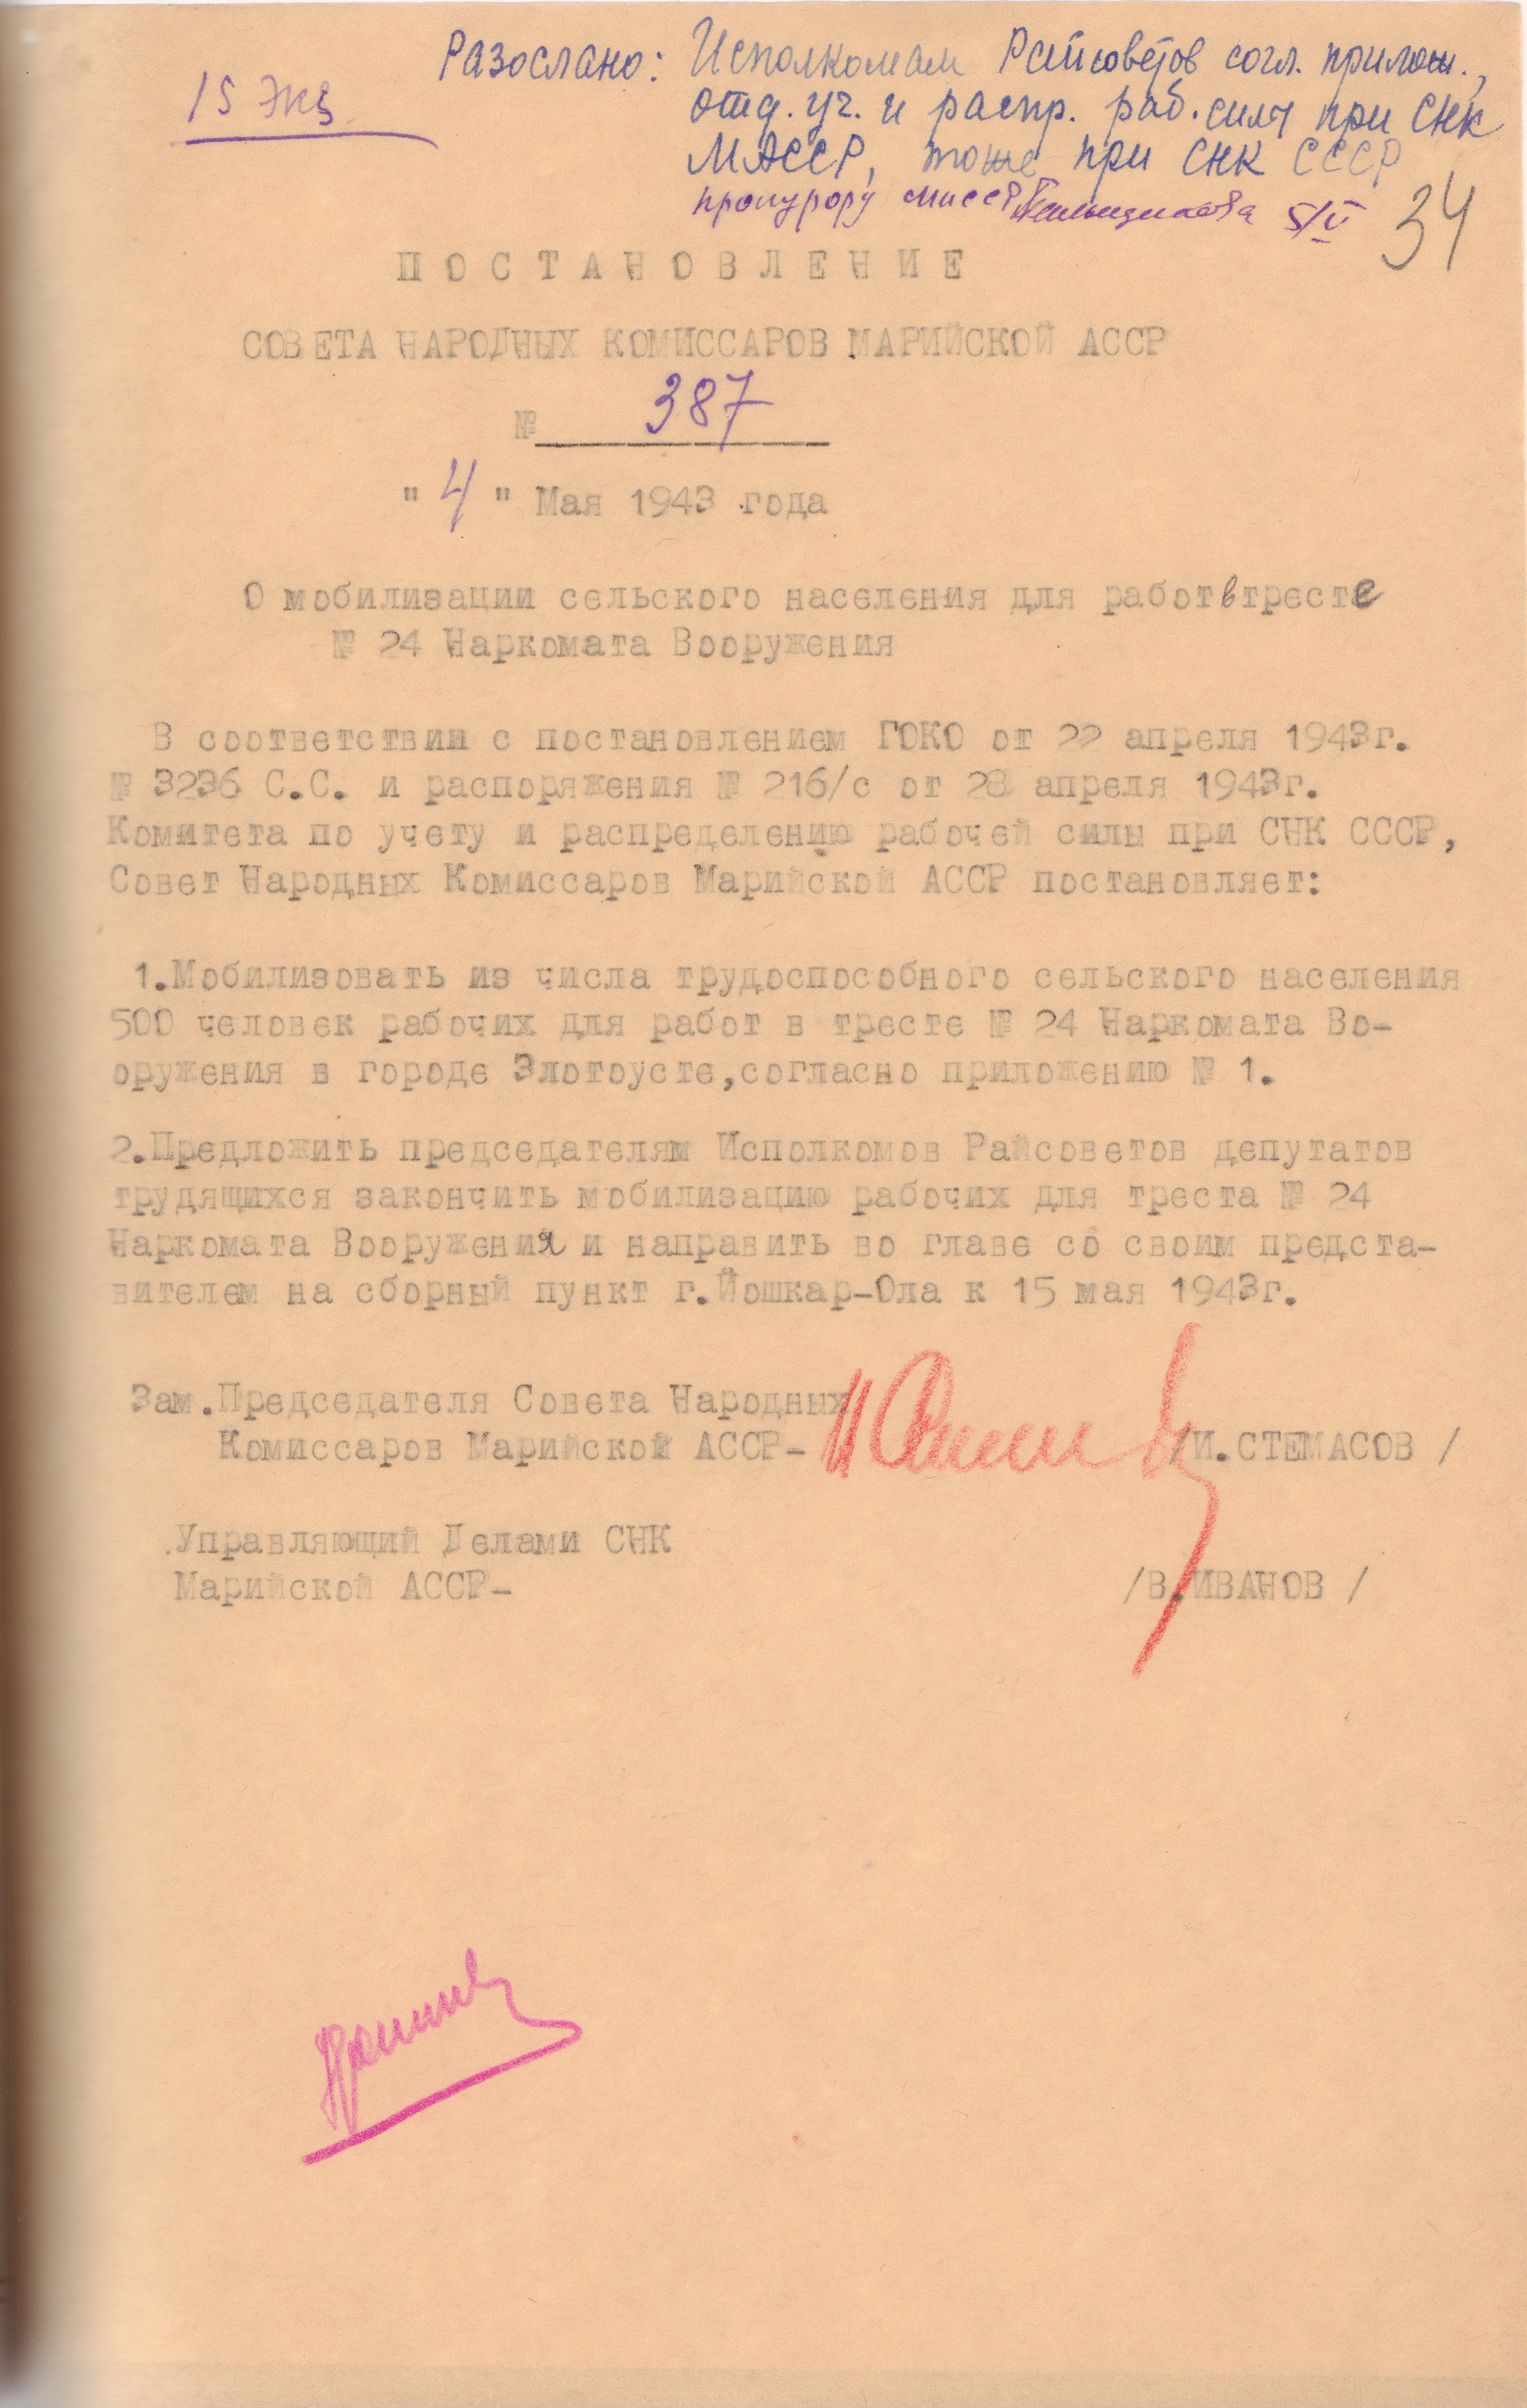 15 экз.
Разослано: Исполкомам Райсоветов согл. прилож.,
отд. уч. и распр. раб. силы при СНК
МАССР, тоже при СНК СССР
прокурору МАССР 5/V
34
ПОСТАНОВЛЕНИЕ
СОВЕТА НАРОДНЫХ КОМИССАРОВ МАРИЙСКОЙ АССР
№ 387
" 4 " Мая 1943 года
О мобилизации сельского населения для работ в тресте
№ 24 Наркомата Вооружения
В соответствии с постановлением ГОКО от 22 апреля 1943г.
№ 3236 С.С. и распоряжения № 216/с от 28 апреля 1943г.
Комитета по учету и распределению рабочей силы при СНК СССР,
Совет Народных Комиссаров Марийской АССР постановляет:
1.Мобилизовать из числа трудоспособного сельского населения
500 человек рабочих для работ в тресте № 24 Наркомата Во-
оружения в городе Златоусте,согласно приложению № 1.
2.Предложить председателям Исполкомов Райсоветов депутатов
трудящихся закончить мобилизацию рабочих для треста № 24
Наркомата Вооружения и направить во главе со своим предста-
вителем на сборный пункт г.Йошкар-Ола к 15 мая 1943г.
Зам.Председателя Совета Народных
Комиссаров Марийской АССР- /И.СТЕМАСОВ /
Управляющий Делами СНК
Марийской АССР- /В.ИВАНОВ /